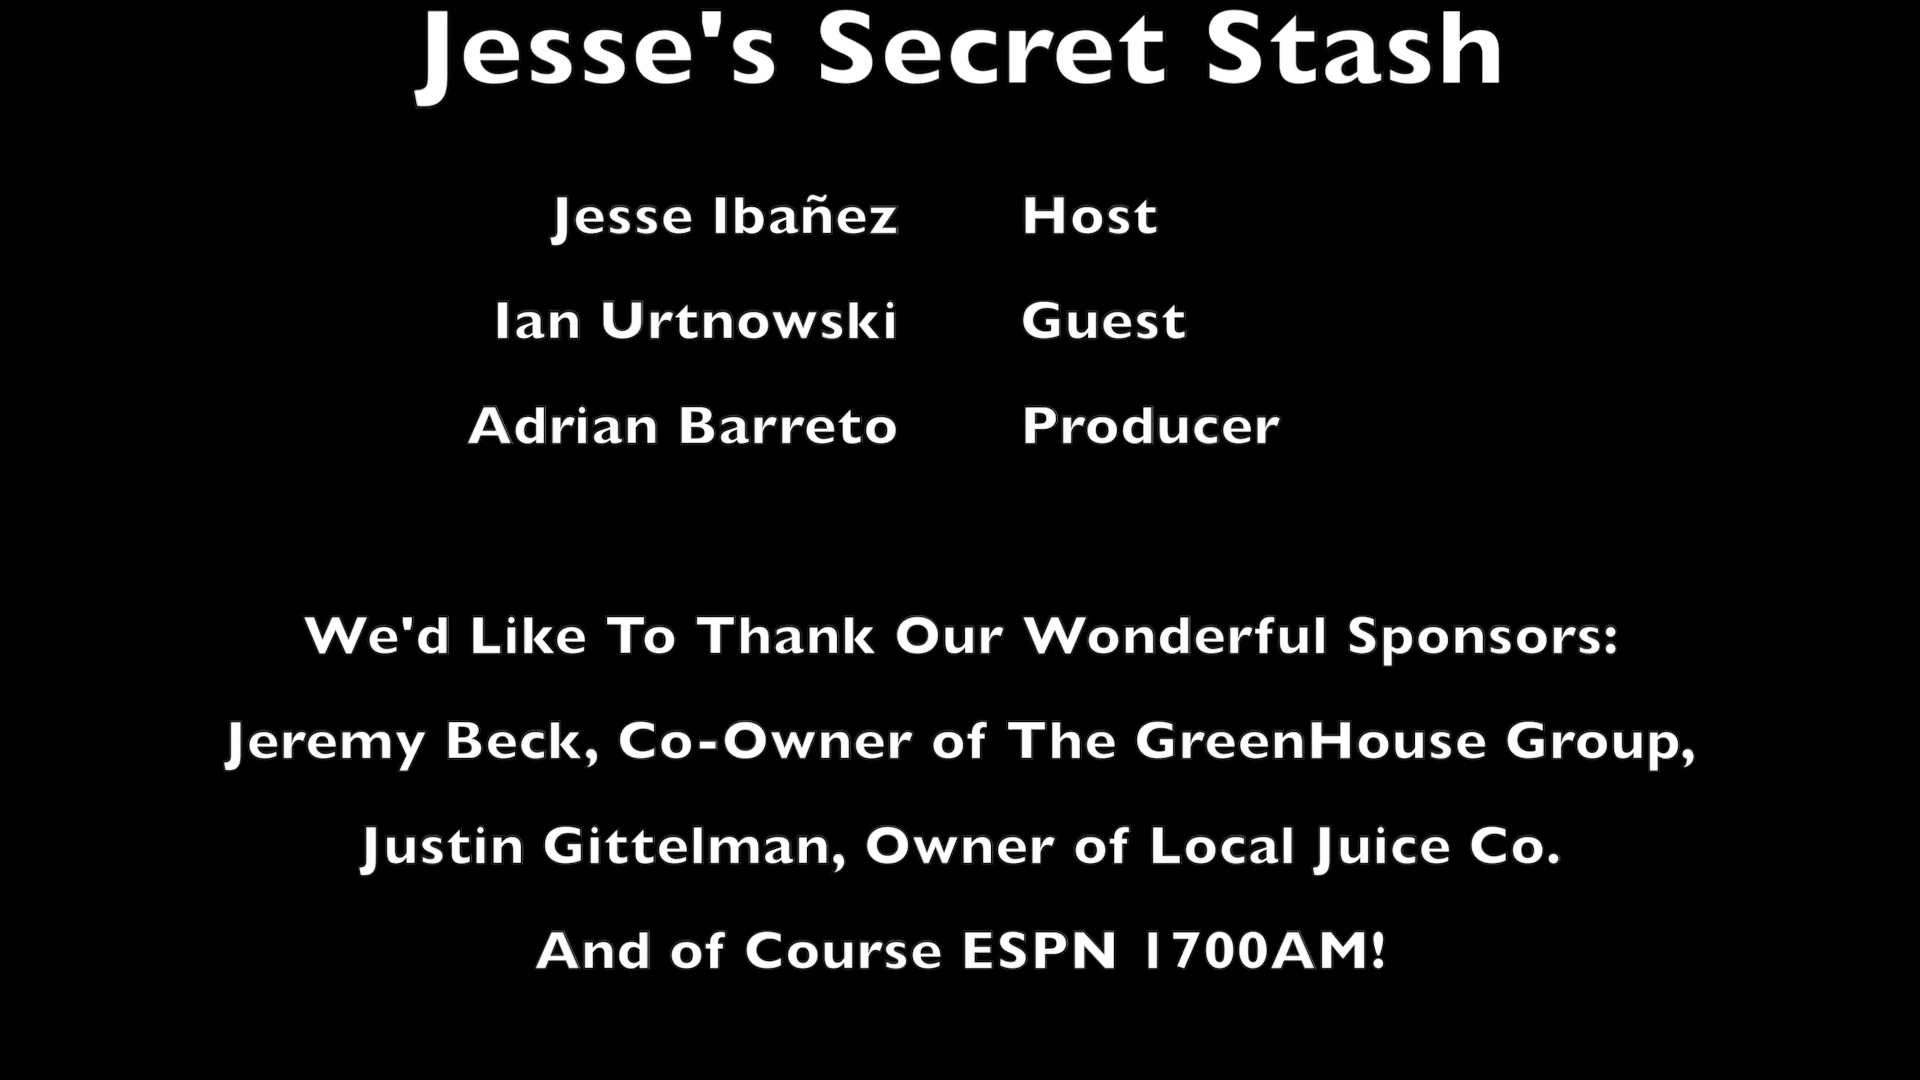 Jesse's Secret Stash
Jesse Ibañez Host
Ian Urtnowski Guest
Adrian Barreto Producer
We'd Like To Thank Our Wonderful Sponsors:
Jeremy Beck, Co-Owner of The GreenHouse Group,
Justin Gittelman, Owner of Local Juice Co.
And of Course ESPN 1700AM!